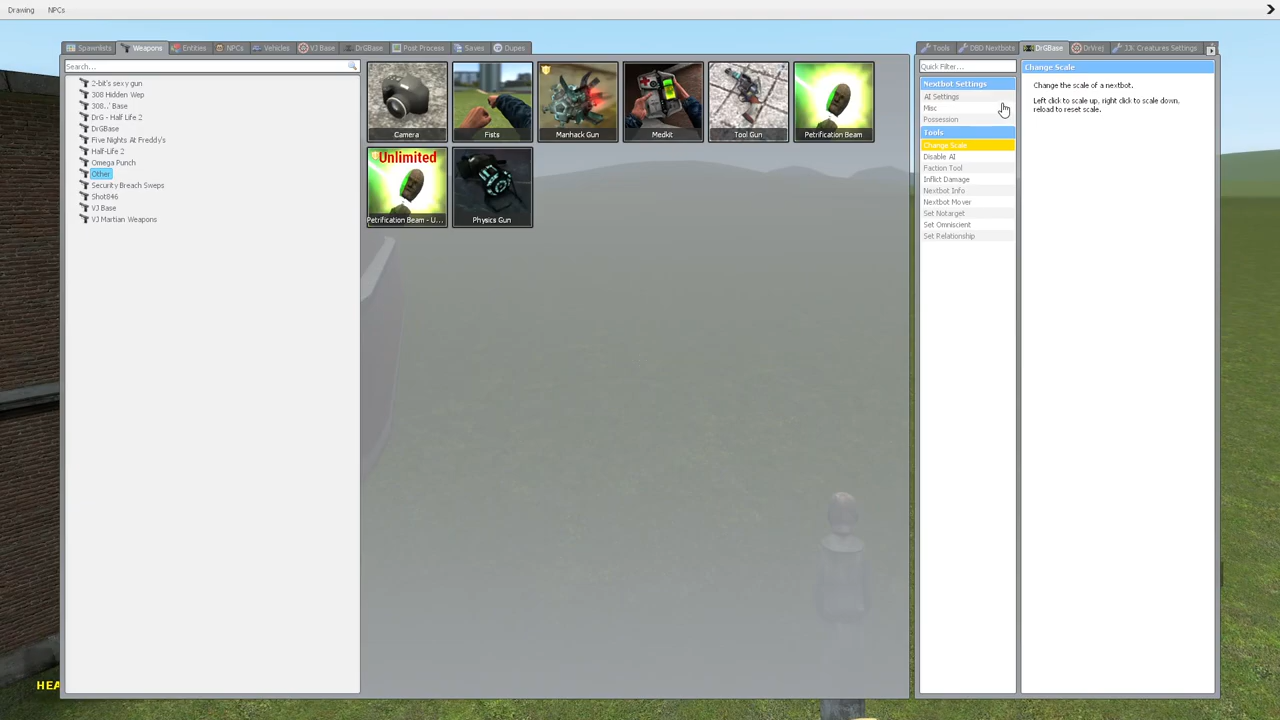 Drawing NPCs
Spawnlists Weapons Entities NPCs Vehicles VJ Base DrGBase Post Process Saves Dupes
Tools OBD Nextbots DrGBase DrVrej JJk Creatures Settings
Search...
2-bit's sexy gun
308 Hidden Wep
308..' Base
DrG - Half Life 2
DrGBase
Five Nights At Freddy's
Half-Life 2
Omega Punch
Other
Security Breach Sweps
Shot846
VJ Base
VJ Martian Weapons
Camera
Fists
Manhack Gun
Medkit
Tool Gun
Petrification Beam
Unlimited
Petrification Beam - U...
Physics Gun
Quick Filter...
Nextbot Settings
AI Settings
Misc
Possession
Tools
Change Scale
Disable AI
Faction Tool
Inflict Damage
Nextbot Info
Nextbot Mover
Set Notarget
Set Omniscient
Set Relationship
Change Scale
Change the scale of a nextbot.
Left click to scale up, right click to scale down,
reload to reset scale.
HEA